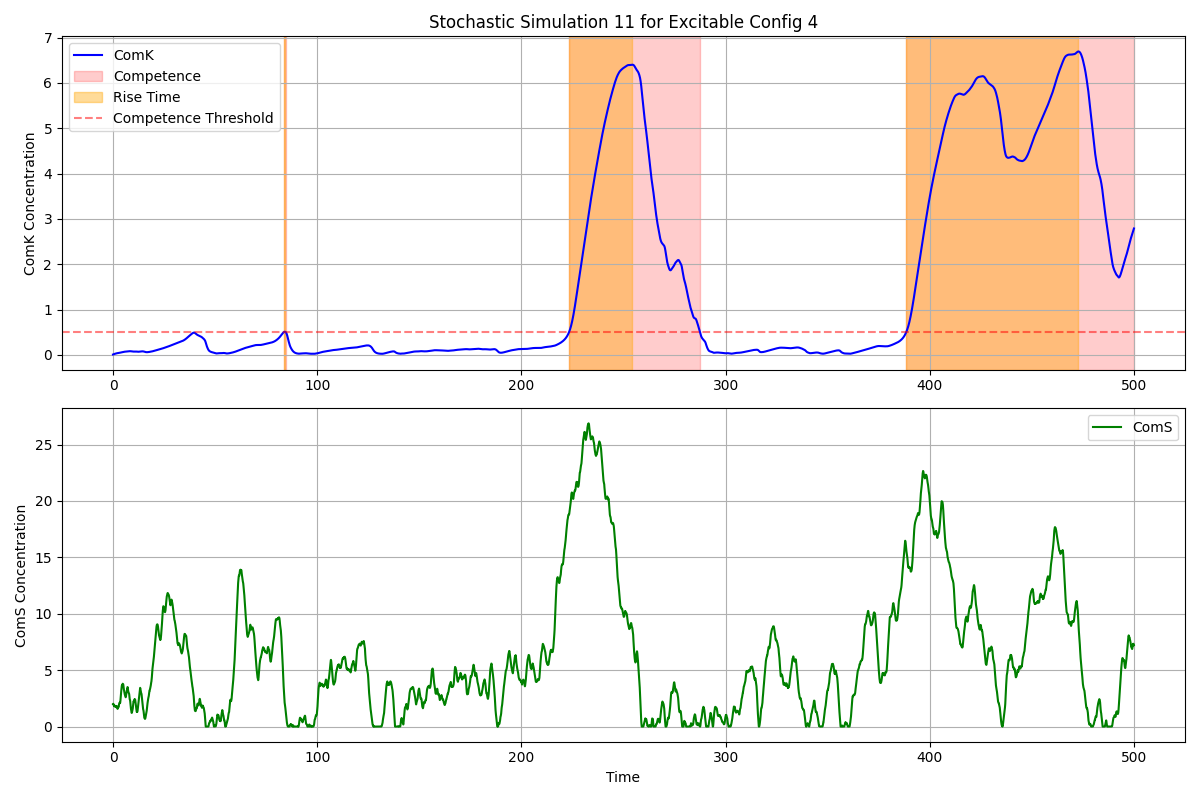 Stochastic Simulation 11 for Excitable Config 4
ComK Concentration
7
6
5
4
3
2
1
0
ComK
Competence
Rise Time
Competence Threshold
0 100 200 300 400 500
ComS Concentration
25
20
15
10
5
0
ComS
0 100 200 300 400 500
Time